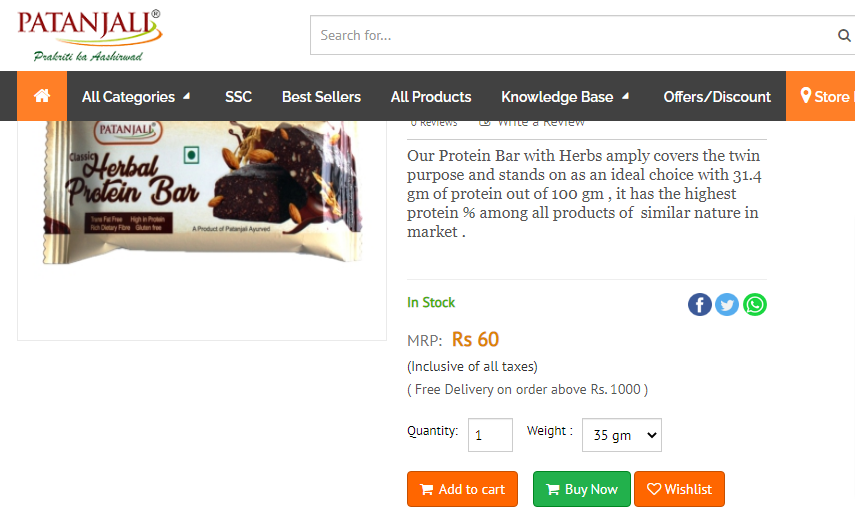 PATANJALI®
Prakriti ka Aashirwad
Search for...
All Categories SSC Best Sellers All Products Knowledge Base Offers/Discount Store
0 Reviews Write a Review
PATANJALI
Classic
Herbal
Protein Bar
Trans Fat Free High in Protein
Rich Dietary Fibre Gluten free
A Product of Patanjali Ayurved
Our Protein Bar with Herbs amply covers the twin
purpose and stands on as an ideal choice with 31.4
gm of protein out of 100 gm , it has the highest
protein % among all products of similar nature in
market .
In Stock
MRP: Rs 60
(Inclusive of all taxes)
( Free Delivery on order above Rs. 1000 )
Quantity: 1 Weight : 35 gm
Add to cart Buy Now Wishlist